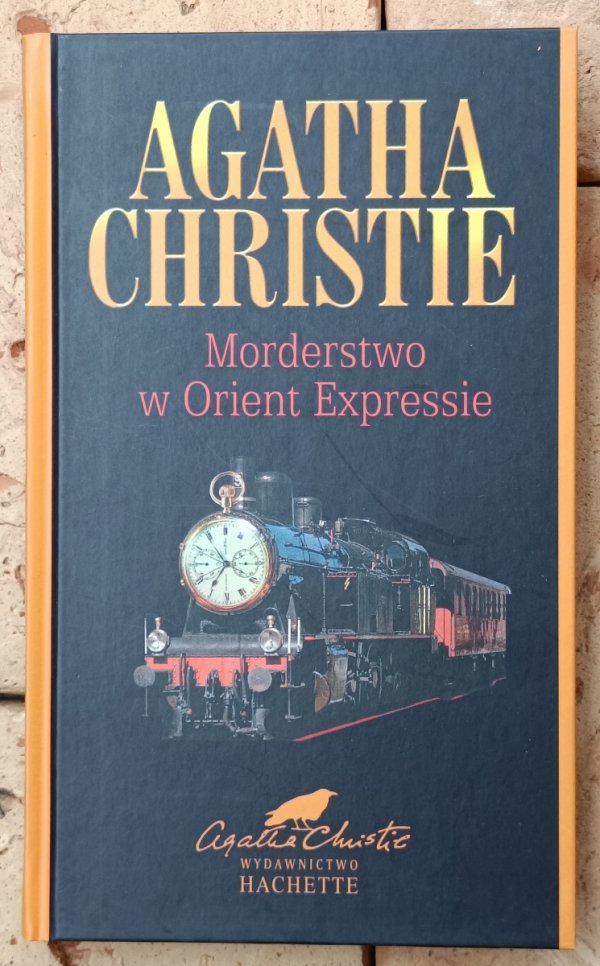 AGATHA
CHRISTIE
Morderstwo
w Orient Expressie
Agatha Christie
WYDAWNICTWO
HACHETTE